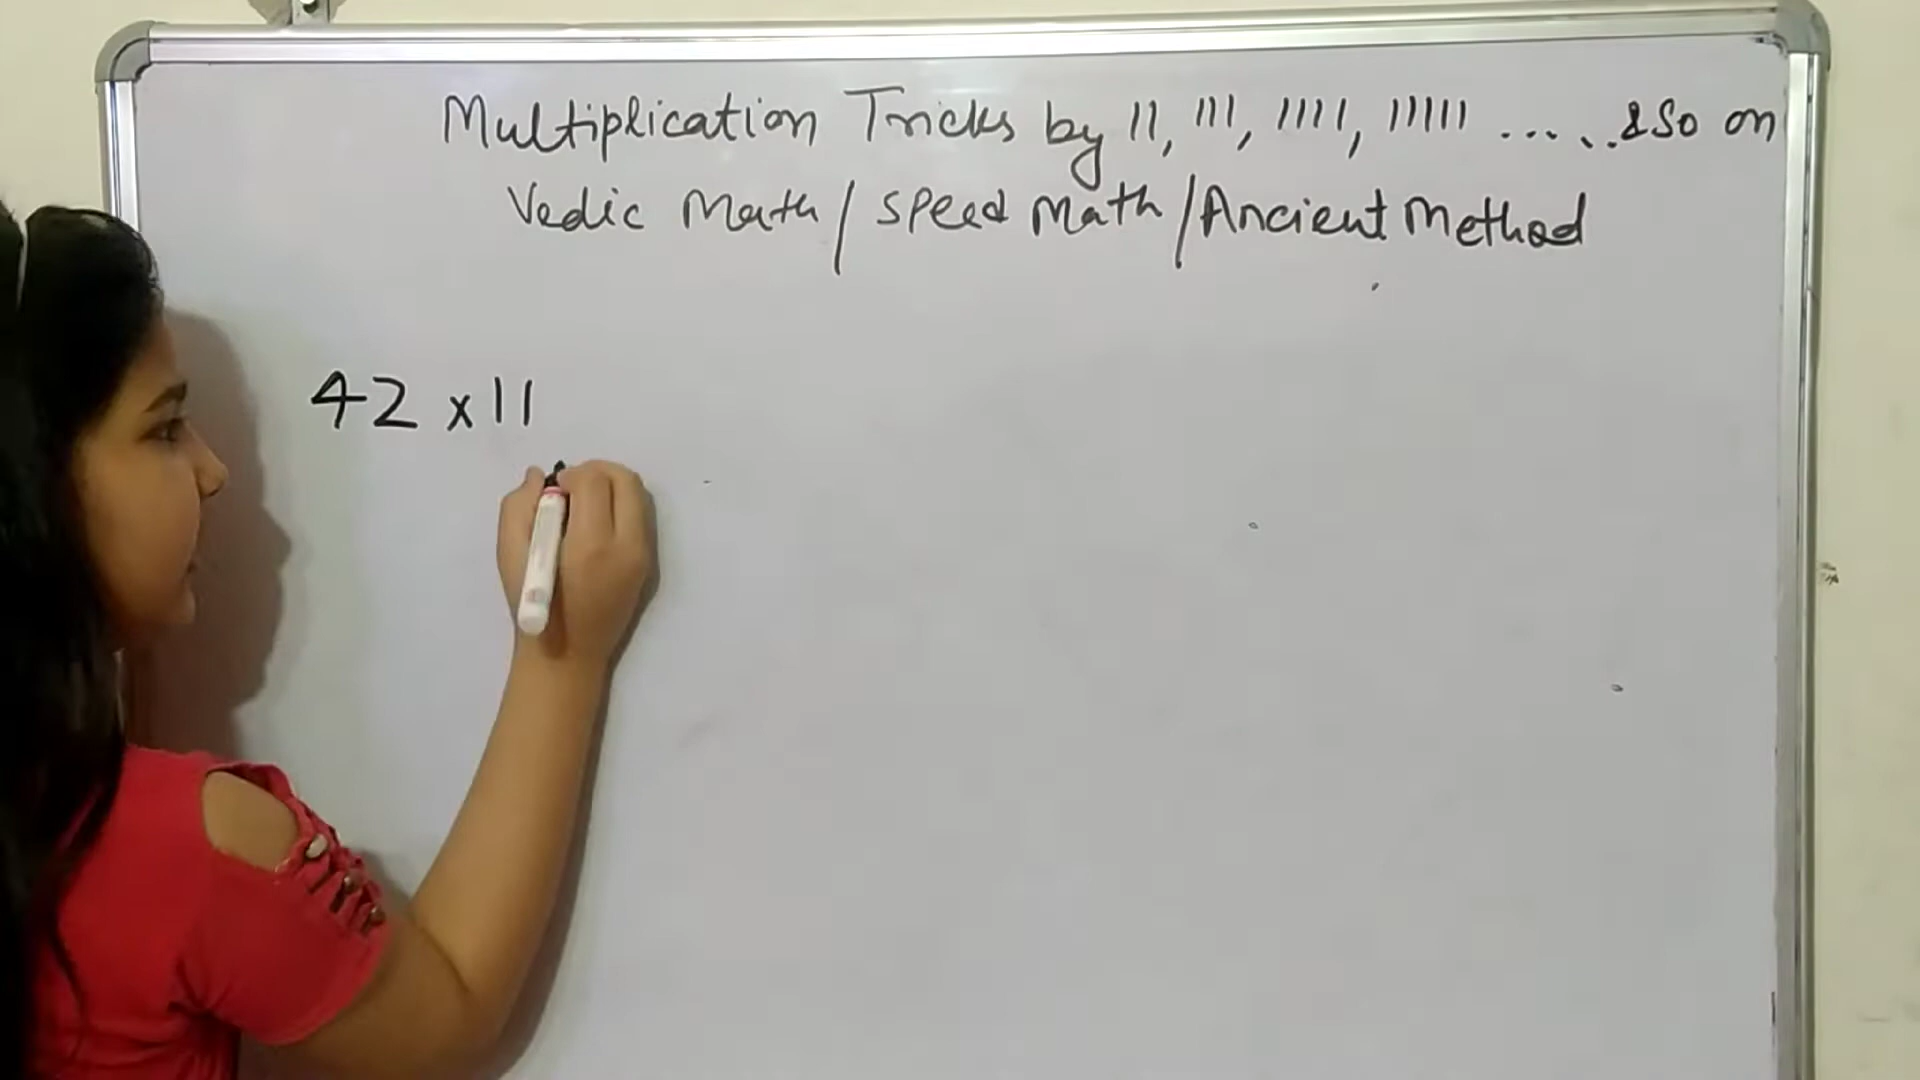 Multiplication Tricks by 11, 111, 1111, 11111 ..... & So on
Vedic Math / Speed Math / Ancient Method
42 x 11